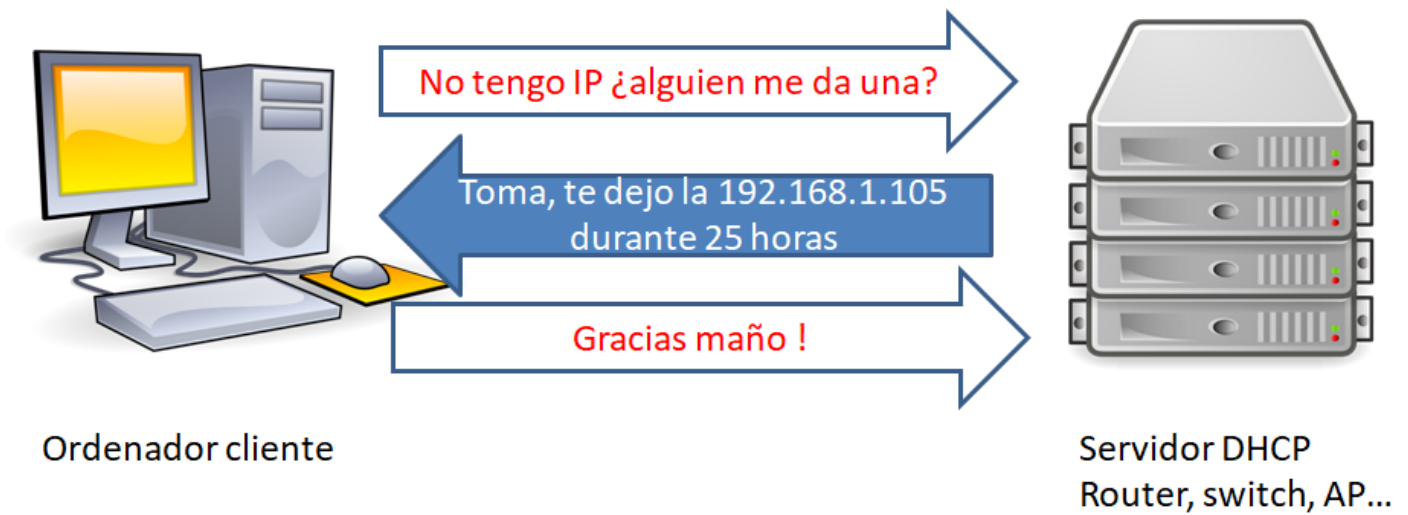 No tengo IP ¿alguien me da una?
Toma, te dejo la 192.168.1.105
durante 25 horas
Gracias maño !
Ordenador cliente
Servidor DHCP
Router, switch, AP...